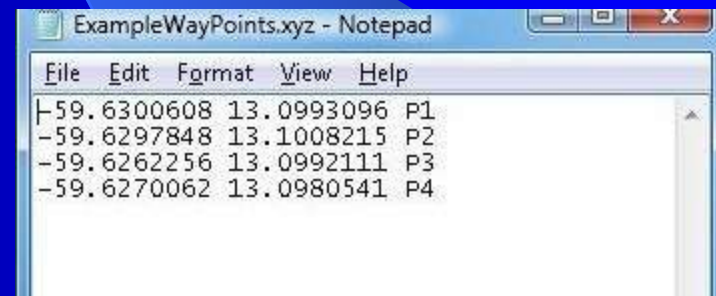 ExampleWayPoints.xyz - Notepad
File Edit Format View Help
-59.6300608 13.0993096 P1
-59.6297848 13.1008215 P2
-59.6262256 13.0992111 P3
-59.6270062 13.0980541 P4